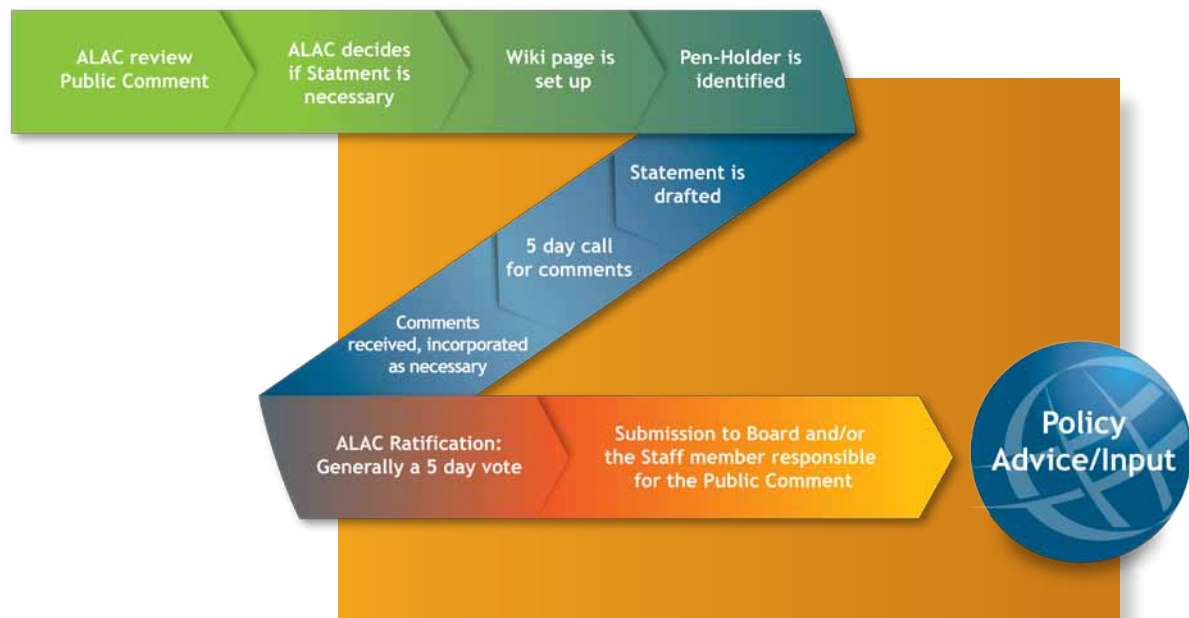 ALAC review
Public Comment
ALAC decides
if Statment is
necessary
Wiki page is
set up
Pen-Holder is
identified
Statement is
drafted
5 day call
for comments
Comments
received, incorporated
as necessary
ALAC Ratification:
Generally a 5 day vote
Submission to Board and/or
the Staff member responsible
for the Public Comment
Policy
Advice/Input